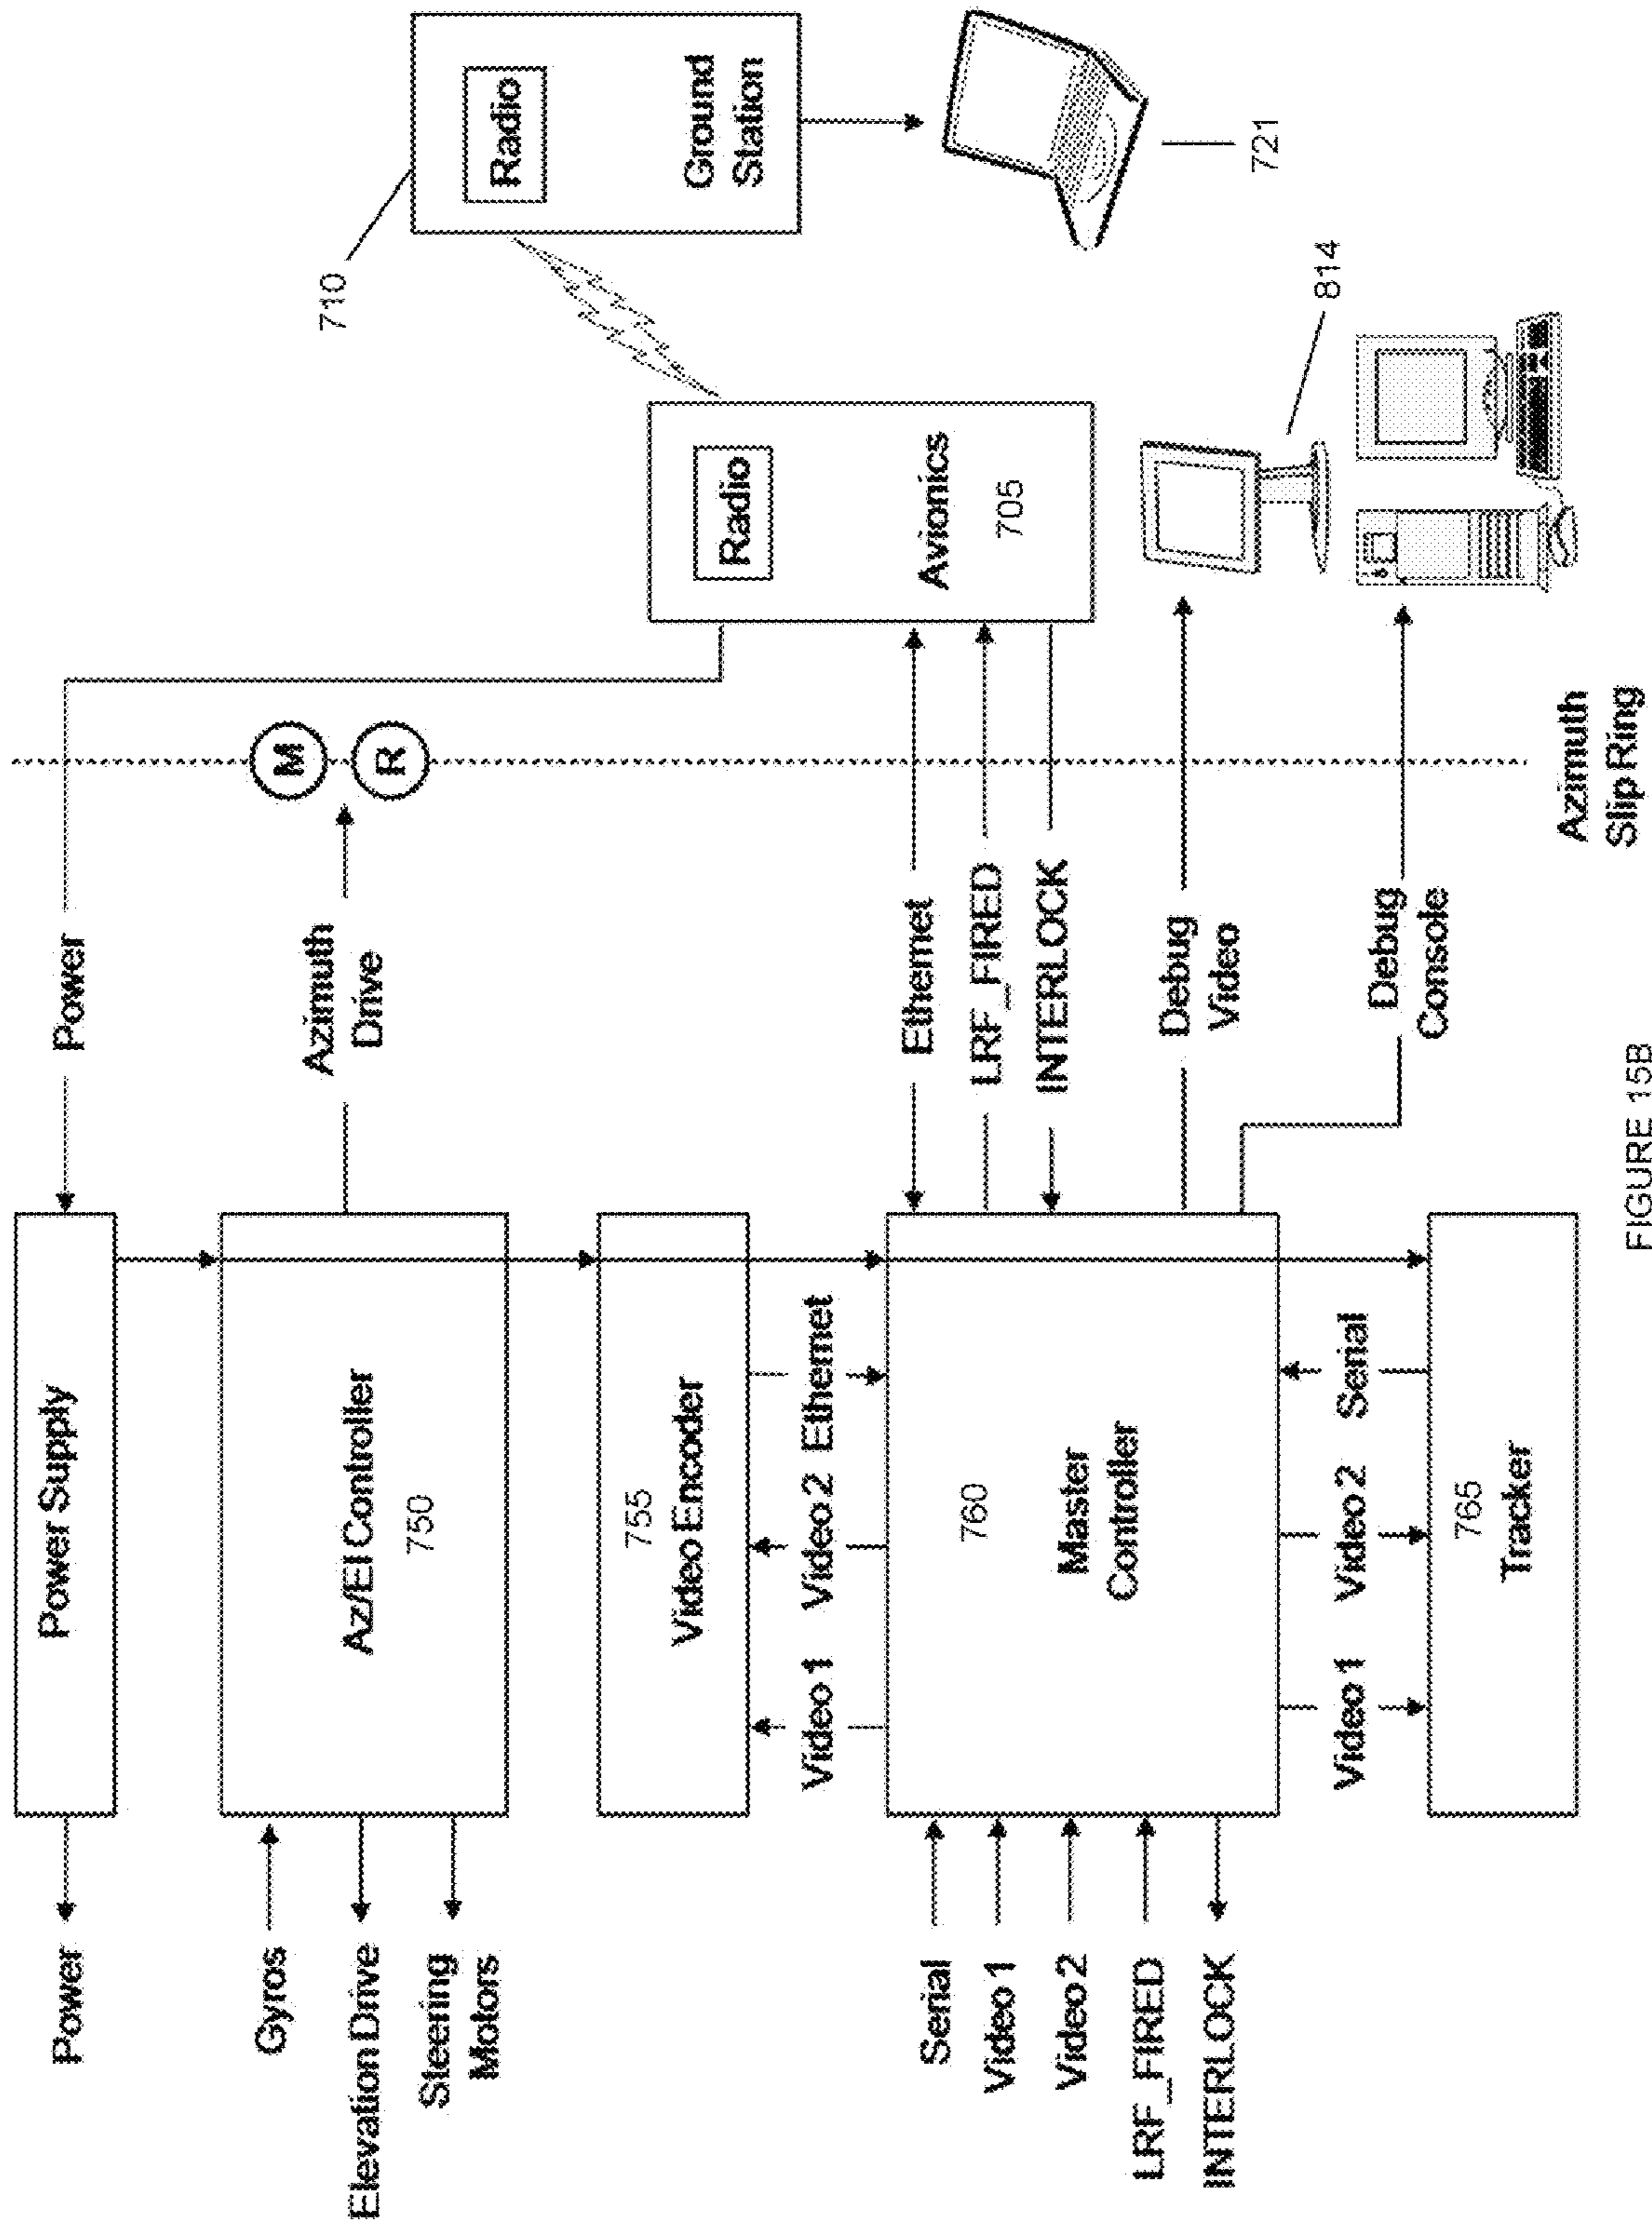 Power
Power Supply
Power
Gyros
Elevation Drive
Steering
Motors
Az/El Controller
750
Azimuth
Drive
M
R
755
Video Encoder
Video 1
Video 2
Ethernet
Serial
Video 1
Video 2
LRF_FIRED
INTERLOCK
760
Master
Controller
Ethernet
LRF_FIRED
INTERLOCK
Debug
Video
Debug
Console
Video 1
Video 2
Serial
765
Tracker
Radio
Avionics
705
710
Radio
Ground
Station
721
814
Azimuth
Slip Ring
FIGURE 15B